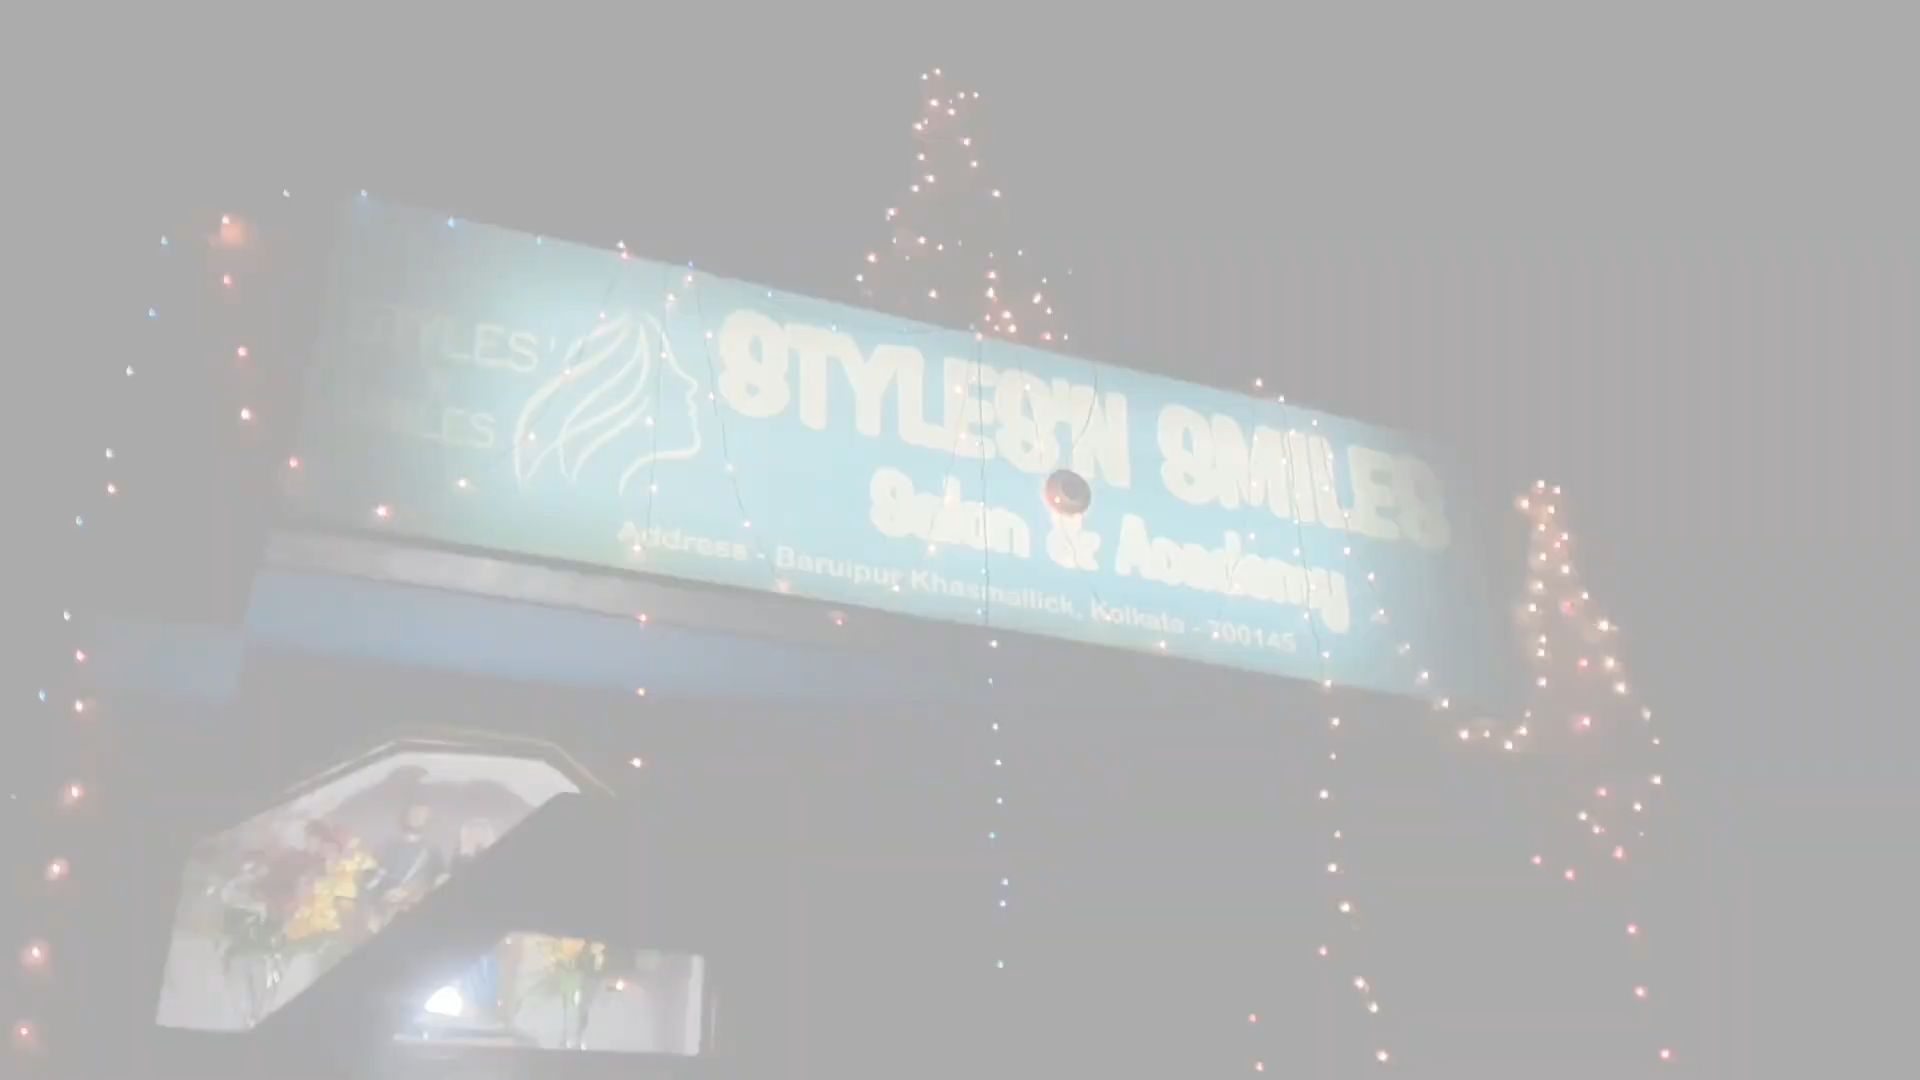 STYLES'
SMILES
STYLES'N SMILES
Salon & Academy
Address - Baruipur Khasmallick, Kolkata - 700145